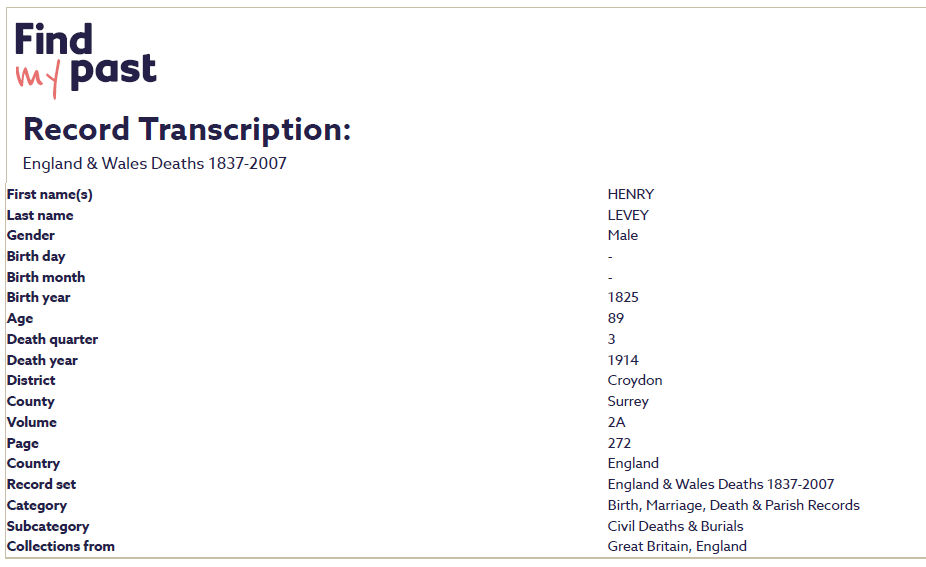 Find
my past
Record Transcription:
England & Wales Deaths 1837-2007
First name(s) HENRY
Last name LEVEY
Gender Male
Birth day -
Birth month -
Birth year 1825
Age 89
Death quarter 3
Death year 1914
District Croydon
County Surrey
Volume 2A
Page 272
Country England
Record set England & Wales Deaths 1837-2007
Category Birth, Marriage, Death & Parish Records
Subcategory Civil Deaths & Burials
Collections from Great Britain, England